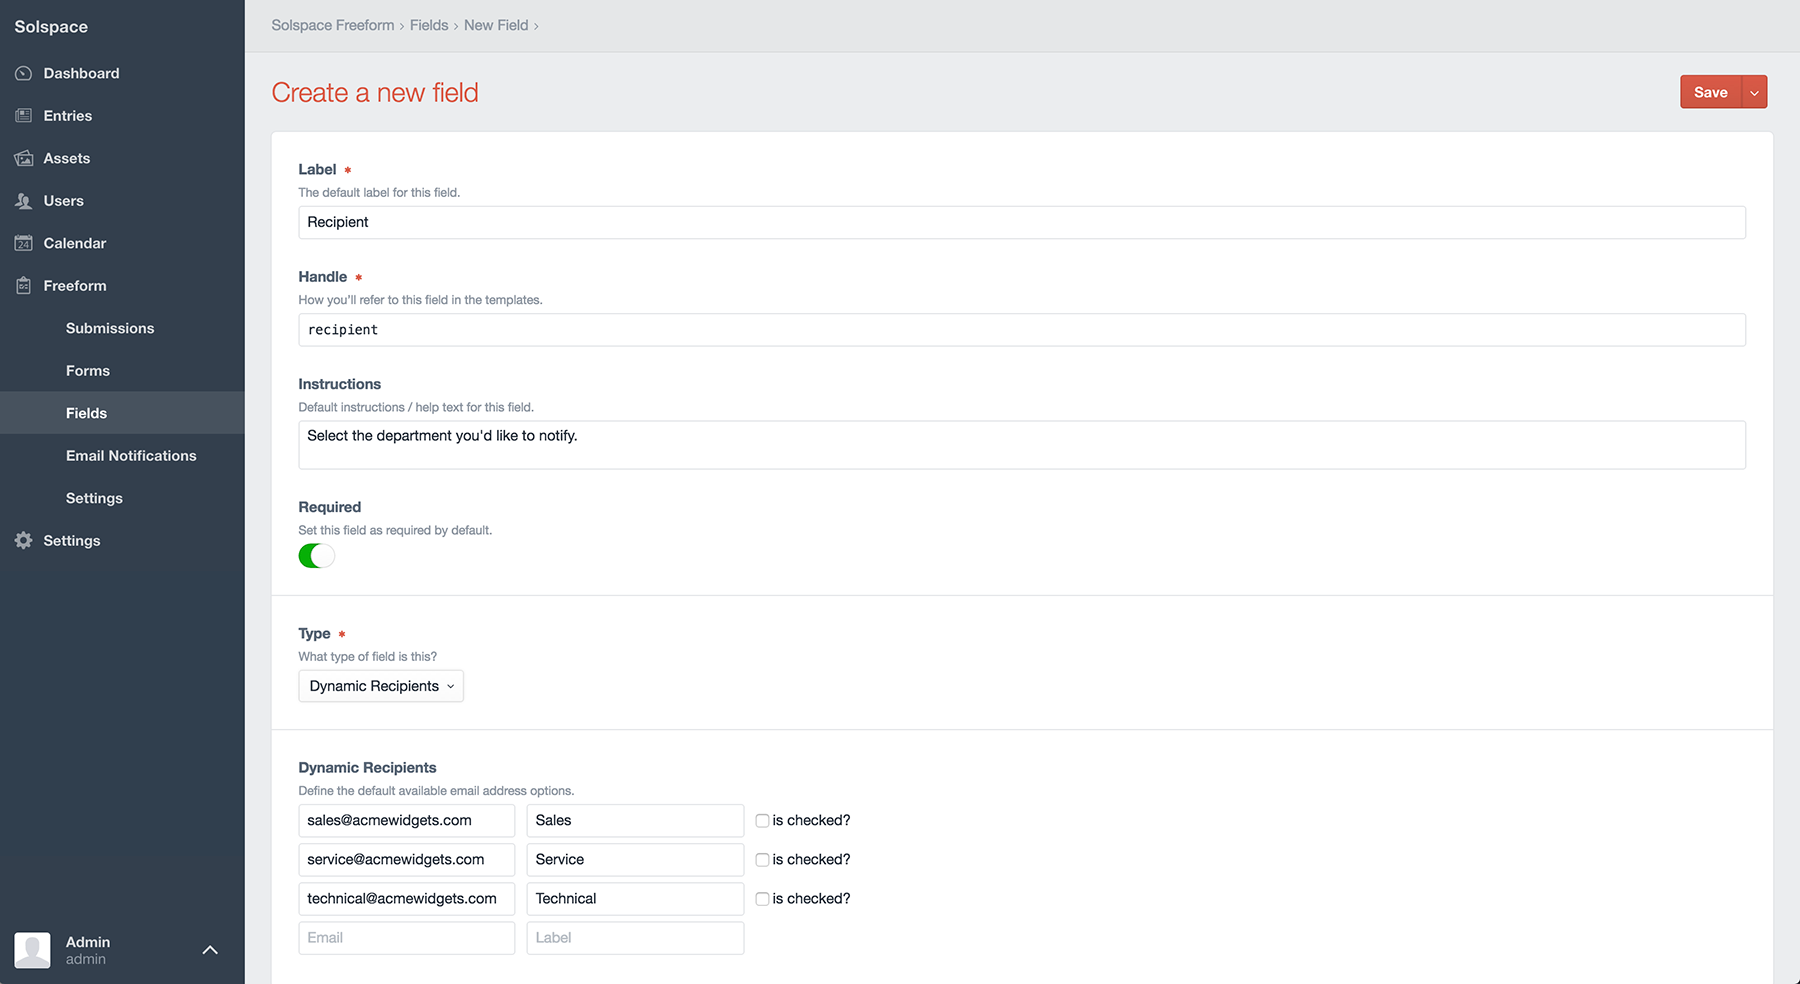 Solspace
Dashboard
Entries
Assets
Users
24 Calendar
Freeform
Submissions
Forms
Fields
Email Notifications
Settings
Settings
Admin
admin
Solspace Freeform › Fields › New Field ›
Create a new field
Save
Label *
The default label for this field.
Recipient
Handle *
How you'll refer to this field in the templates.
recipient
Instructions
Default instructions / help text for this field.
Select the department you'd like to notify.
Required
Set this field as required by default.
Type *
What type of field is this?
Dynamic Recipients
Dynamic Recipients
Define the default available email address options.
sales@acmewidgets.com Sales is checked?
service@acmewidgets.com Service is checked?
technical@acmewidgets.com Technical is checked?
Email Label